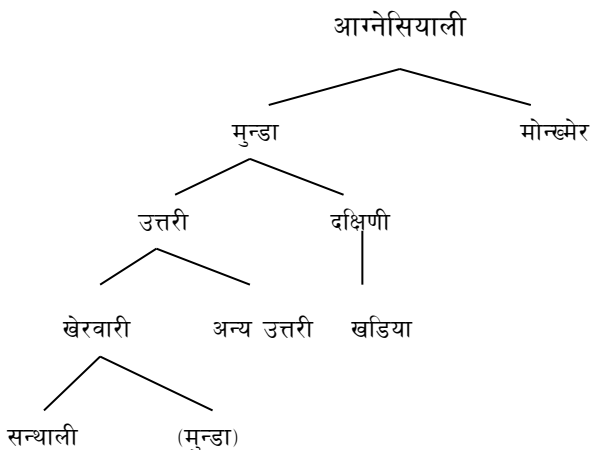 आग्नेसियाली
मुन्डा मोन्ख्मेर
उत्तरी दक्षिणी
खेरवारी अन्य उत्तरी खडिया
सन्थाली (मुन्डा)